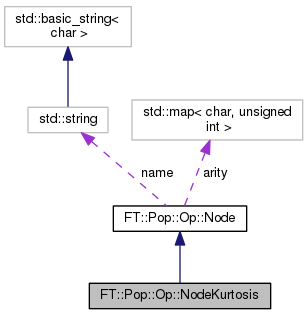 std::basic_string<
char >
std::string
std::map< char, unsigned
int >
name
arity
FT::Pop::Op::Node
FT::Pop::Op::NodeKurtosis